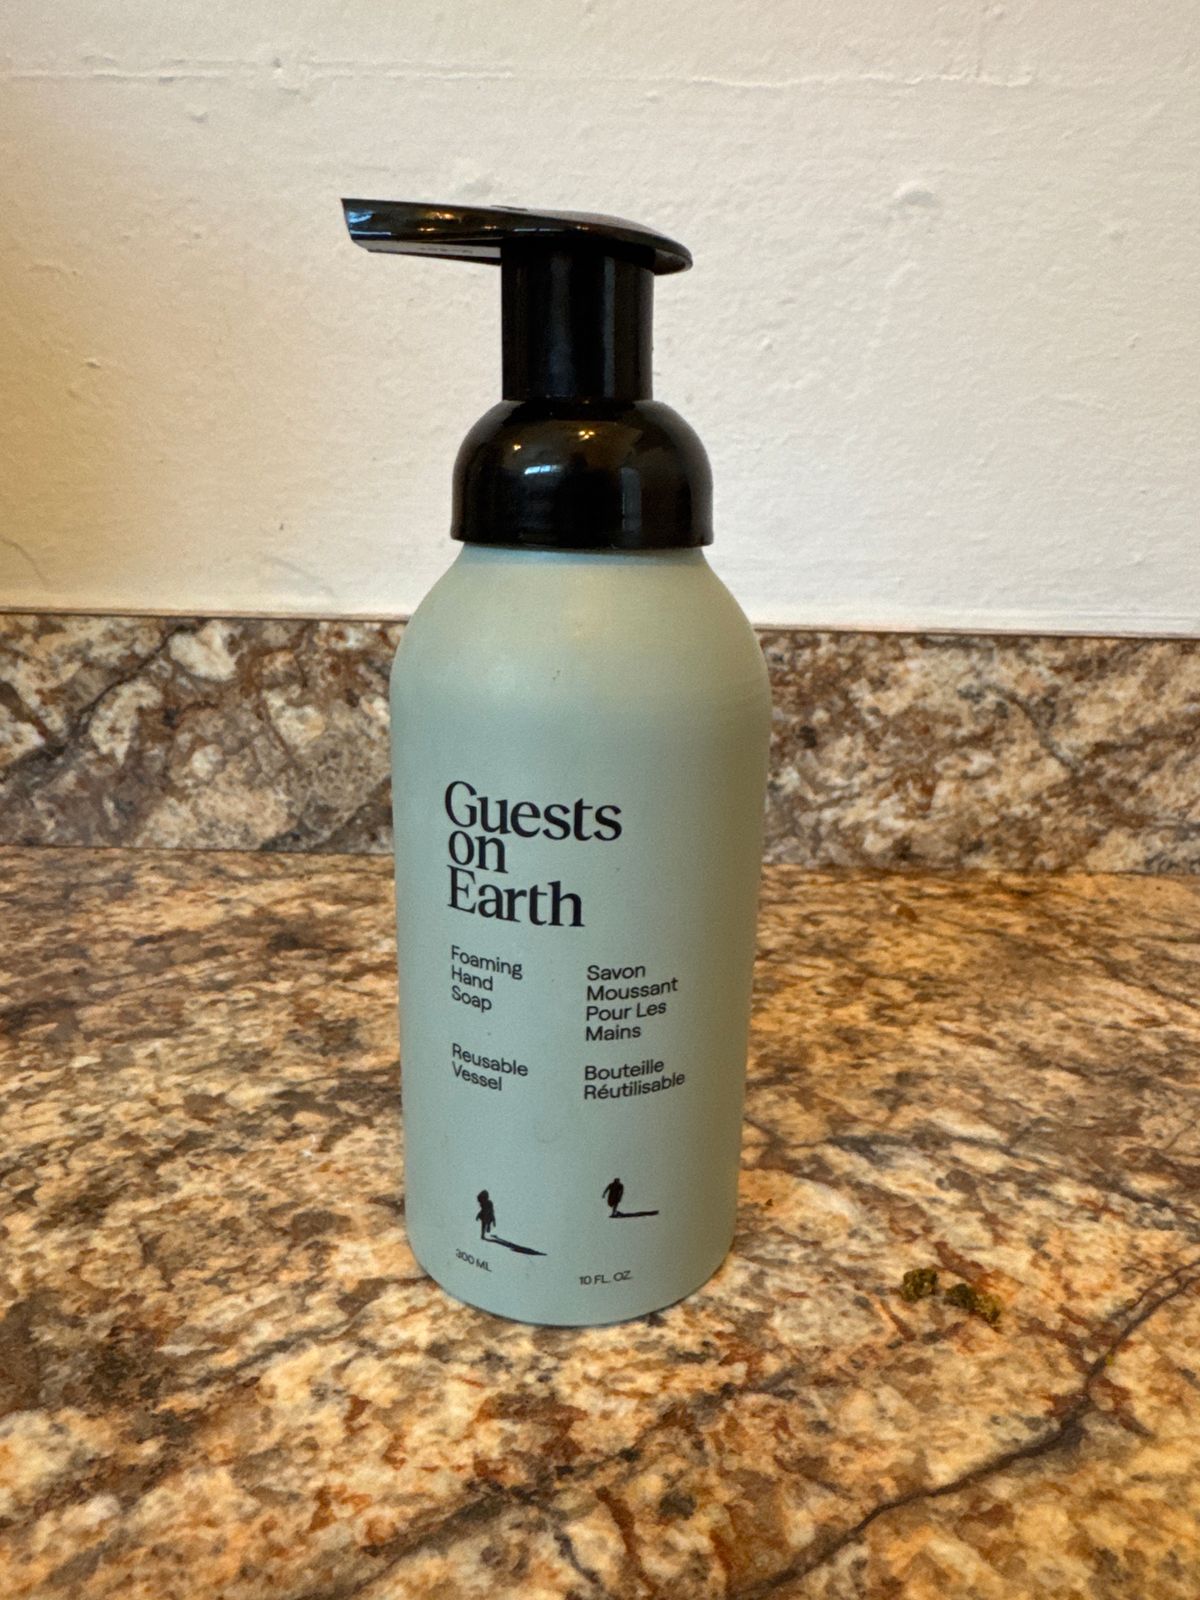 Guests
on
Earth
Foaming
Hand
Soap
Savon
Moussant
Pour Les
Mains
Reusable
Vessel
Bouteille
Réutilisable
300 ML
10 FL. OZ.